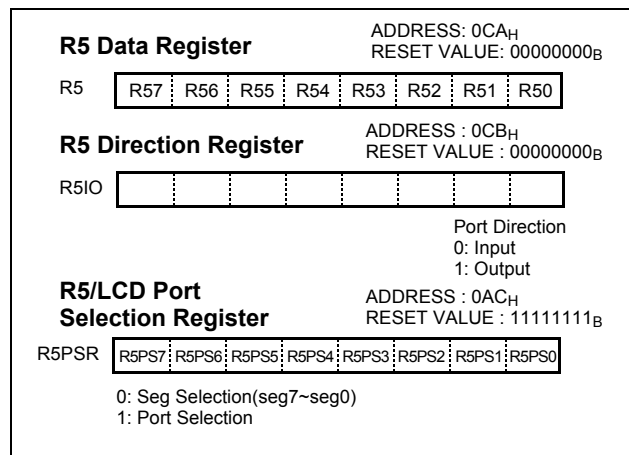 R5 Data Register
ADDRESS: 0CAH
RESET VALUE: 00000000B
R5 R57 R56 R55 R54 R53 R52 R51 R50
R5 Direction Register
ADDRESS : 0CBH
RESET VALUE : 00000000B
R5IO
Port Direction
0: Input
1: Output
R5/LCD Port
Selection Register
ADDRESS : 0ACH
RESET VALUE : 11111111B
R5PSR R5PS7 R5PS6 R5PS5 R5PS4 R5PS3 R5PS2 R5PS1 R5PS0
0: Seg Selection(seg7~seg0)
1: Port Selection